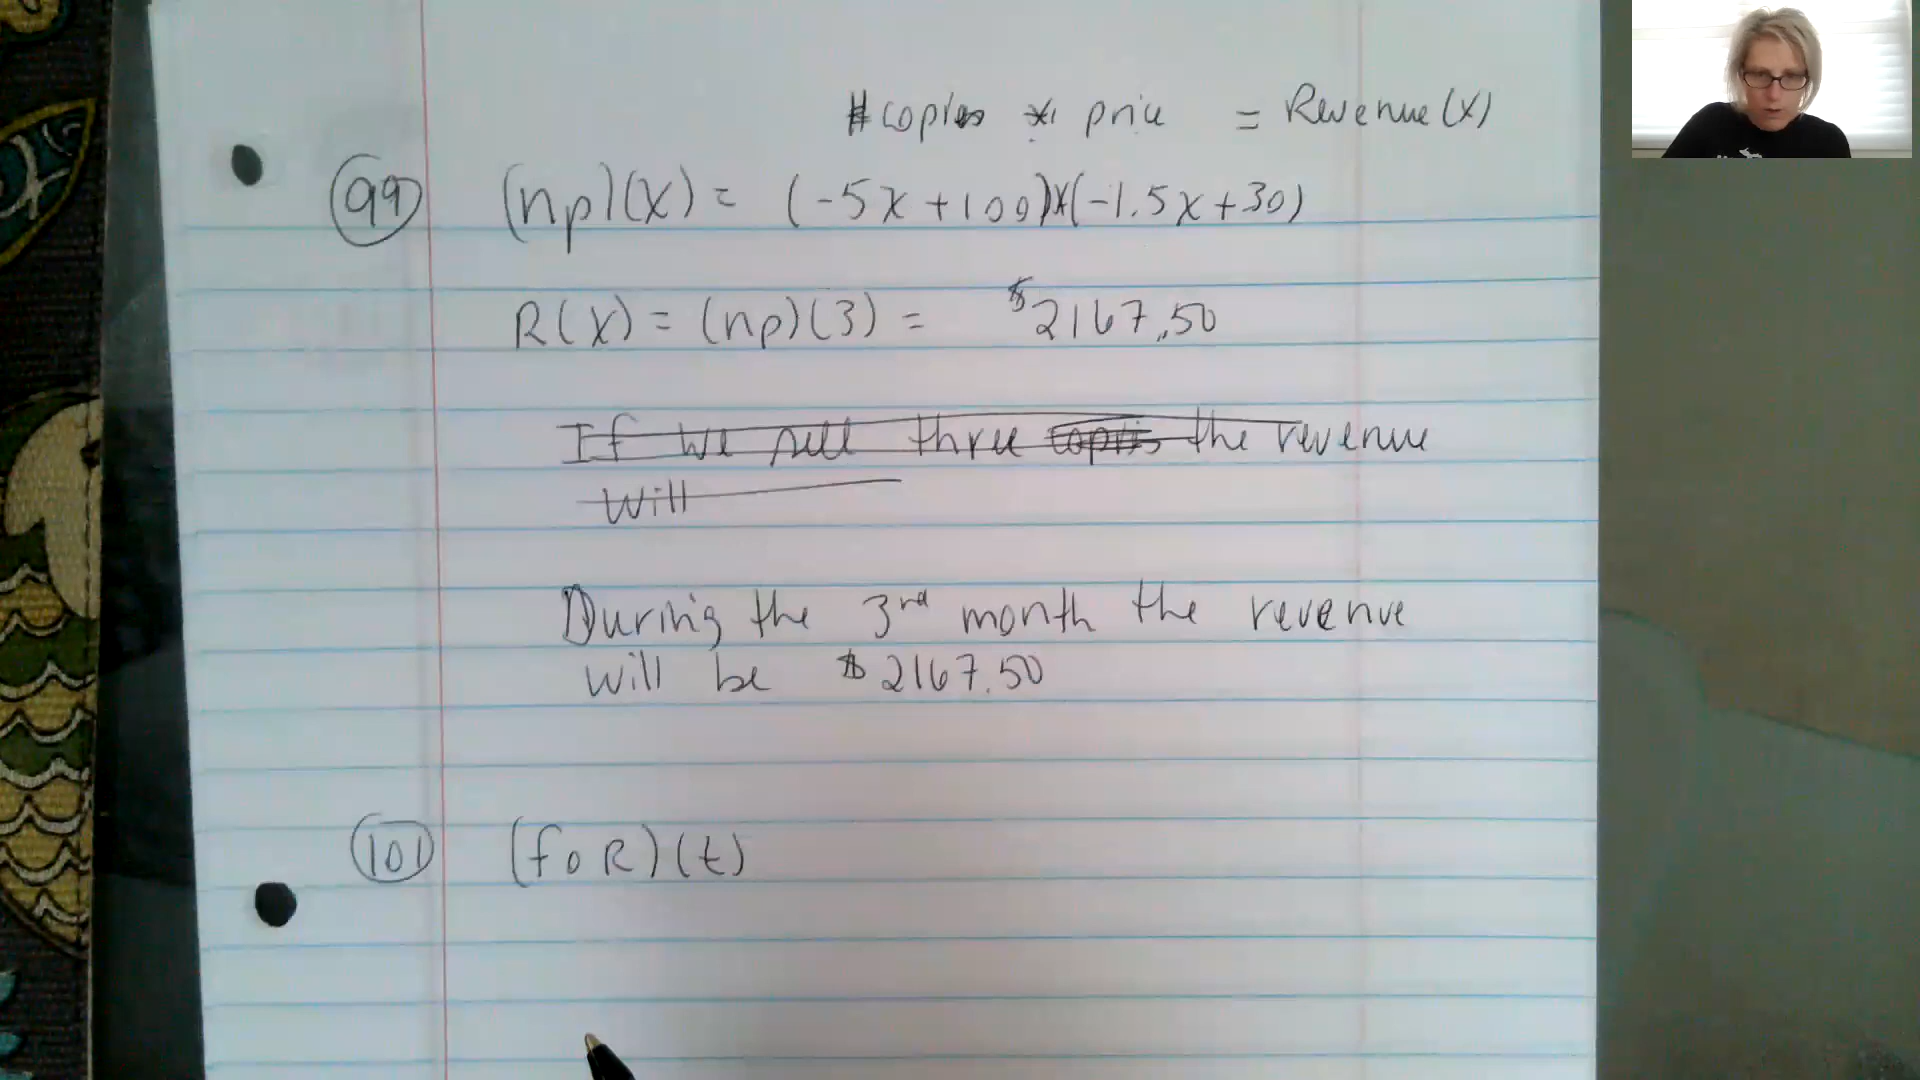 # copies * price = Revenue(x)
99 (np)(x) = (-5x+100)*(-1.5x+30)
R(x) = (np)(3) = $2167.50
If we sell three copies the revenue
will
During the 3rd month the revenue
will be $2167.50
101 (f o R)(t)